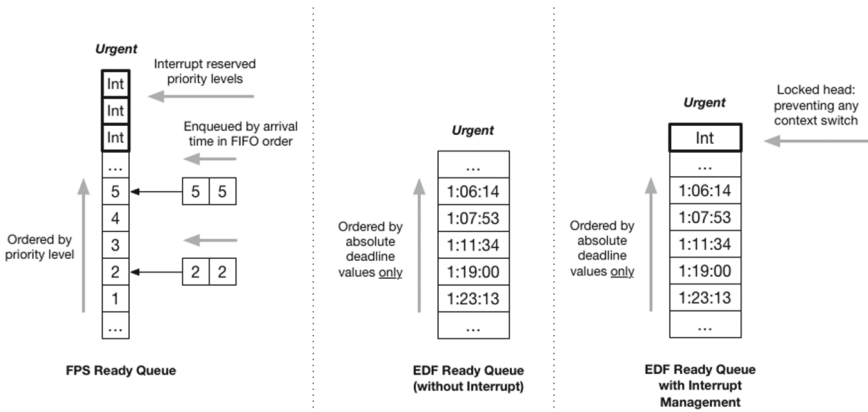 Urgent
Int
Int
Int
...
5
4
3
2
1
...
Interrupt reserved
priority levels
Enqueued by arrival
time in FIFO order
5 5
2 2
Ordered by
priority level
FPS Ready Queue
Urgent
...
1:06:14
1:07:53
1:11:34
1:19:00
1:23:13
...
Ordered by
absolute
deadline
values only
EDF Ready Queue
(without Interrupt)
Urgent
Int
...
1:06:14
1:07:53
1:11:34
1:19:00
1:23:13
...
Locked head:
preventing any
context switch
Ordered by
absolute
deadline
values only
EDF Ready Queue
with Interrupt
Management